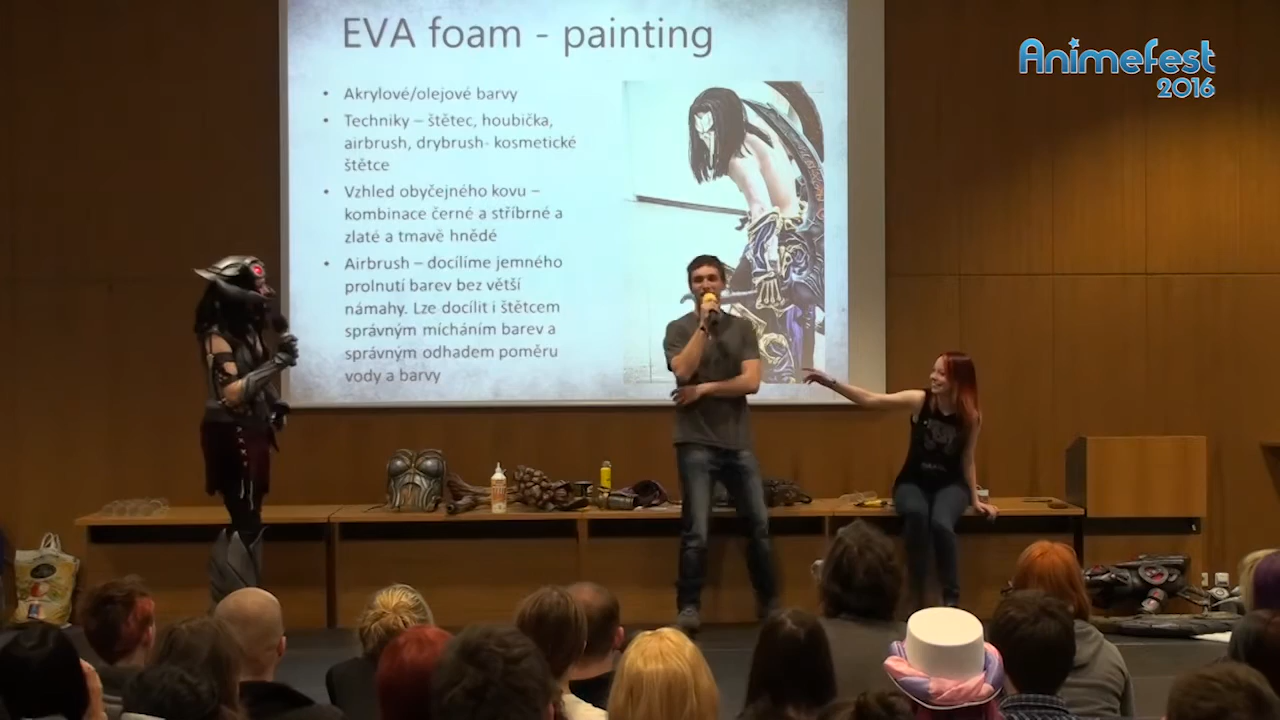 EVA foam - painting
AnimeFest
2016
• Akrylové/olejové barvy
• Techniky – štětec, houbička,
airbrush, drybrush- kosmetické
štětce
• Vzhled obyčejného kovu –
kombinace černé a stříbrné a
zlaté a tmavě hnědé
• Airbrush – docílíme jemného
prolnutí barev bez větší
námahy. Lze docílit i štětcem
správným mícháním barev a
správným odhadem poměru
vody a barvy